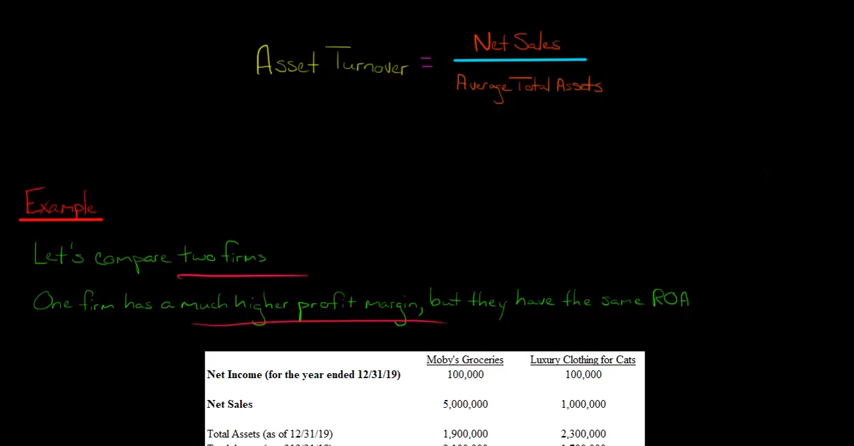 Asset Turnover = Net Sales
Average Total Assets
Example
Let's compare two firms
One firm has a much higher profit margin, but they have the same ROA
Moby's Groceries Luxury Clothing for Cats
Net Income (for the year ended 12/31/19) 100,000 100,000
Net Sales 5,000,000 1,000,000
Total Assets (as of 12/31/19) 1,900,000 2,300,000